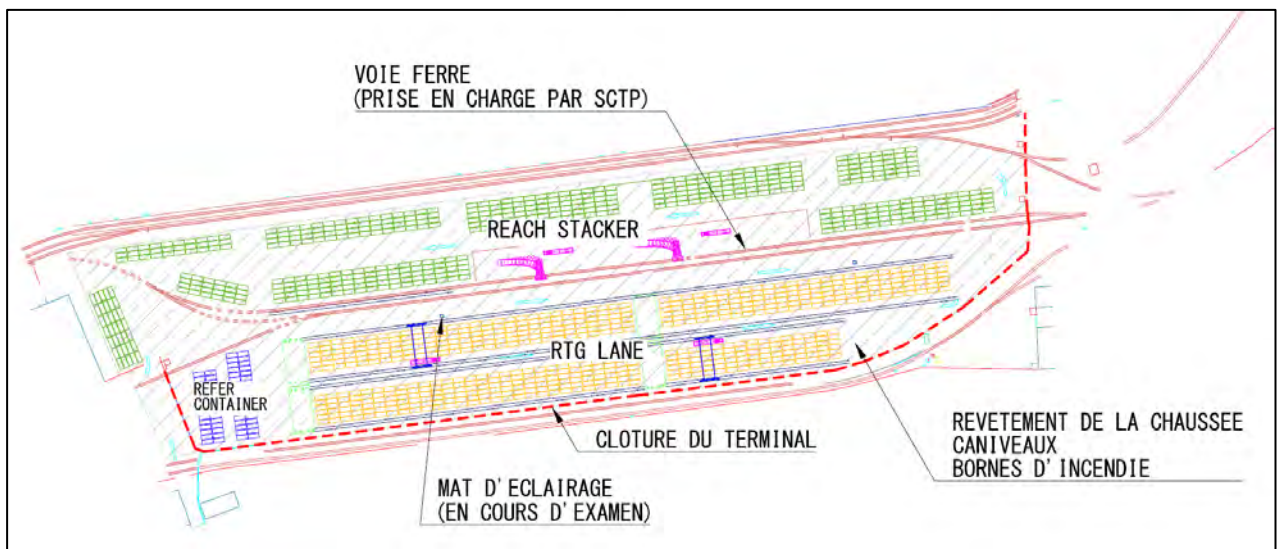 VOIE FERRE
(PRISE EN CHARGE PAR SCTP)
REACH STACKER
RTG LANE
REFER
CONTAINER
CLOTURE DU TERMINAL
REVETEMENT DE LA CHAUSSEE
CANIVEAUX
BORNES D'INCENDIE
MAT D'ECLAIRAGE
(EN COURS D'EXAMEN)